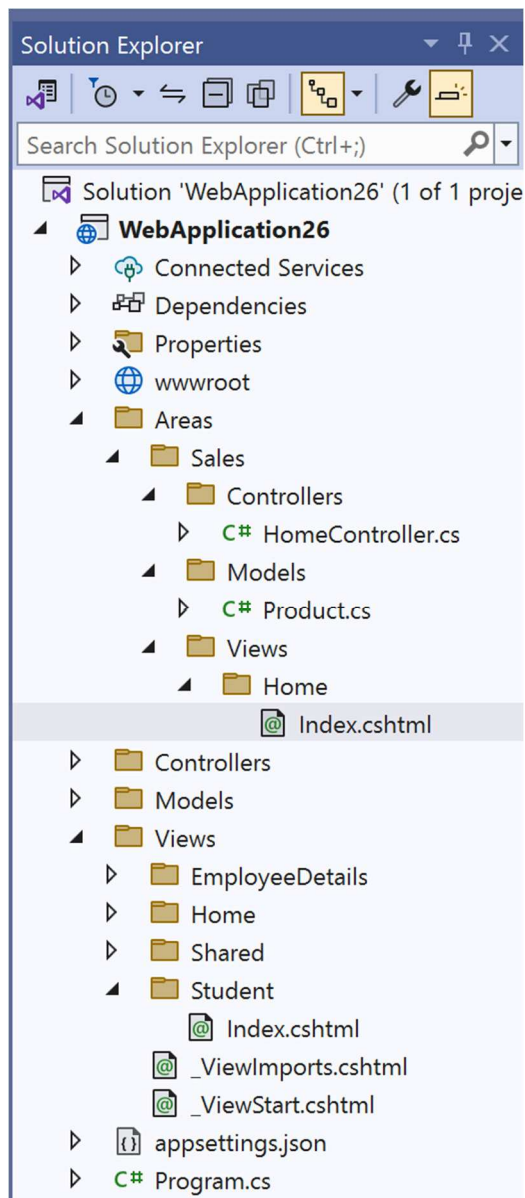 Solution Explorer
Search Solution Explorer (Ctrl+;)
Solution 'WebApplication26' (1 of 1 proje
WebApplication26
Connected Services
Dependencies
Properties
wwwroot
Areas
Sales
Controllers
C# HomeController.cs
Models
C# Product.cs
Views
Home
Index.cshtml
Controllers
Models
Views
EmployeeDetails
Home
Shared
Student
Index.cshtml
_ViewImports.cshtml
_ViewStart.cshtml
appsettings.json
C# Program.cs